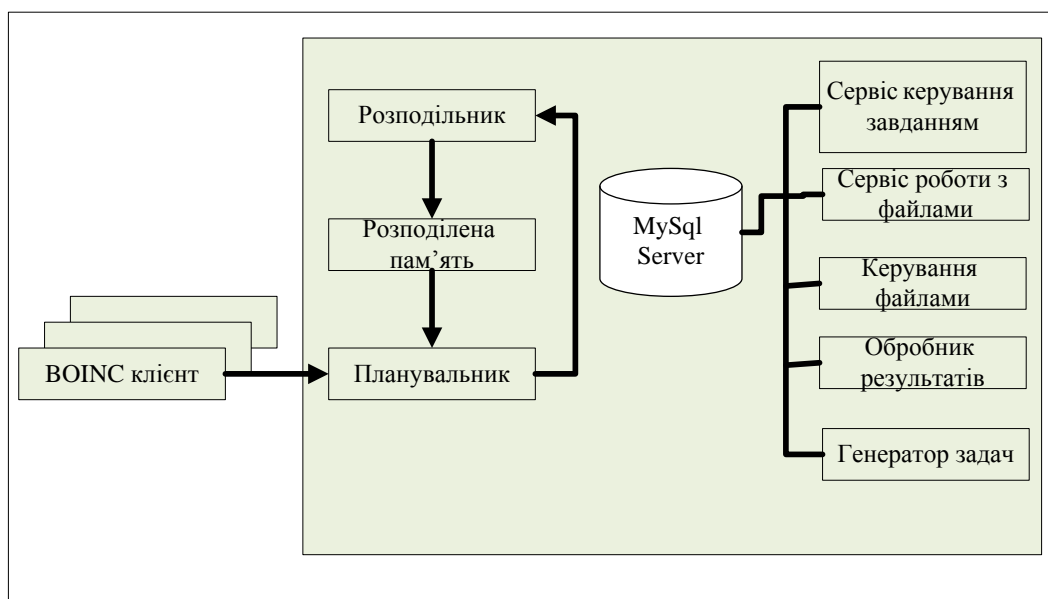 Розподільник
Розподілена
пам’ять
Планувальник
BOINC клієнт
MySql
Server
Сервіс керування
завданням
Сервіс роботи з
файлами
Керування
файлами
Обробник
результатів
Генератор задач